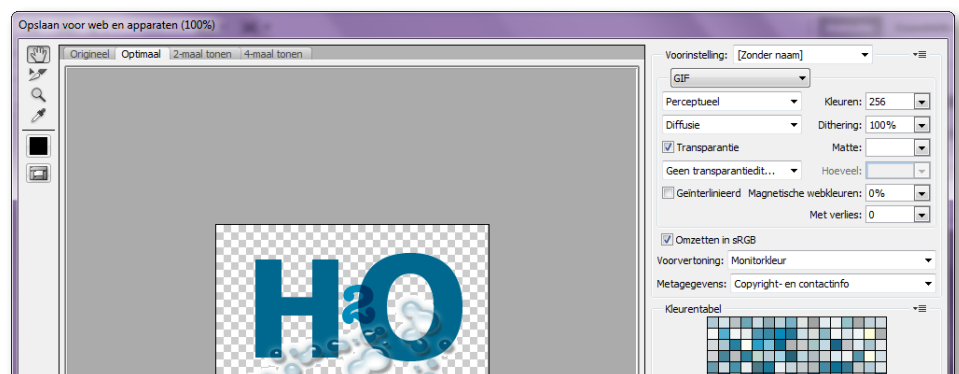 Opslaan voor web en apparaten (100%)
Origineel Optimaal 2-maal tonen 4-maal tonen
Voorinstelling: [Zonder naam]
GIF
Perceptueel Kleuren: 256
Diffusie Dithering: 100%
Transparantie Matte:
Geen transparantiedit... Hoeveel:
Geïnterlinieerd Magnetische webkleuren: 0%
Met verlies: 0
Omzetten in sRGB
Voorvertoning: Monitorkleur
Metagegevens: Copyright- en contactinfo
Kleurentabel
H2O